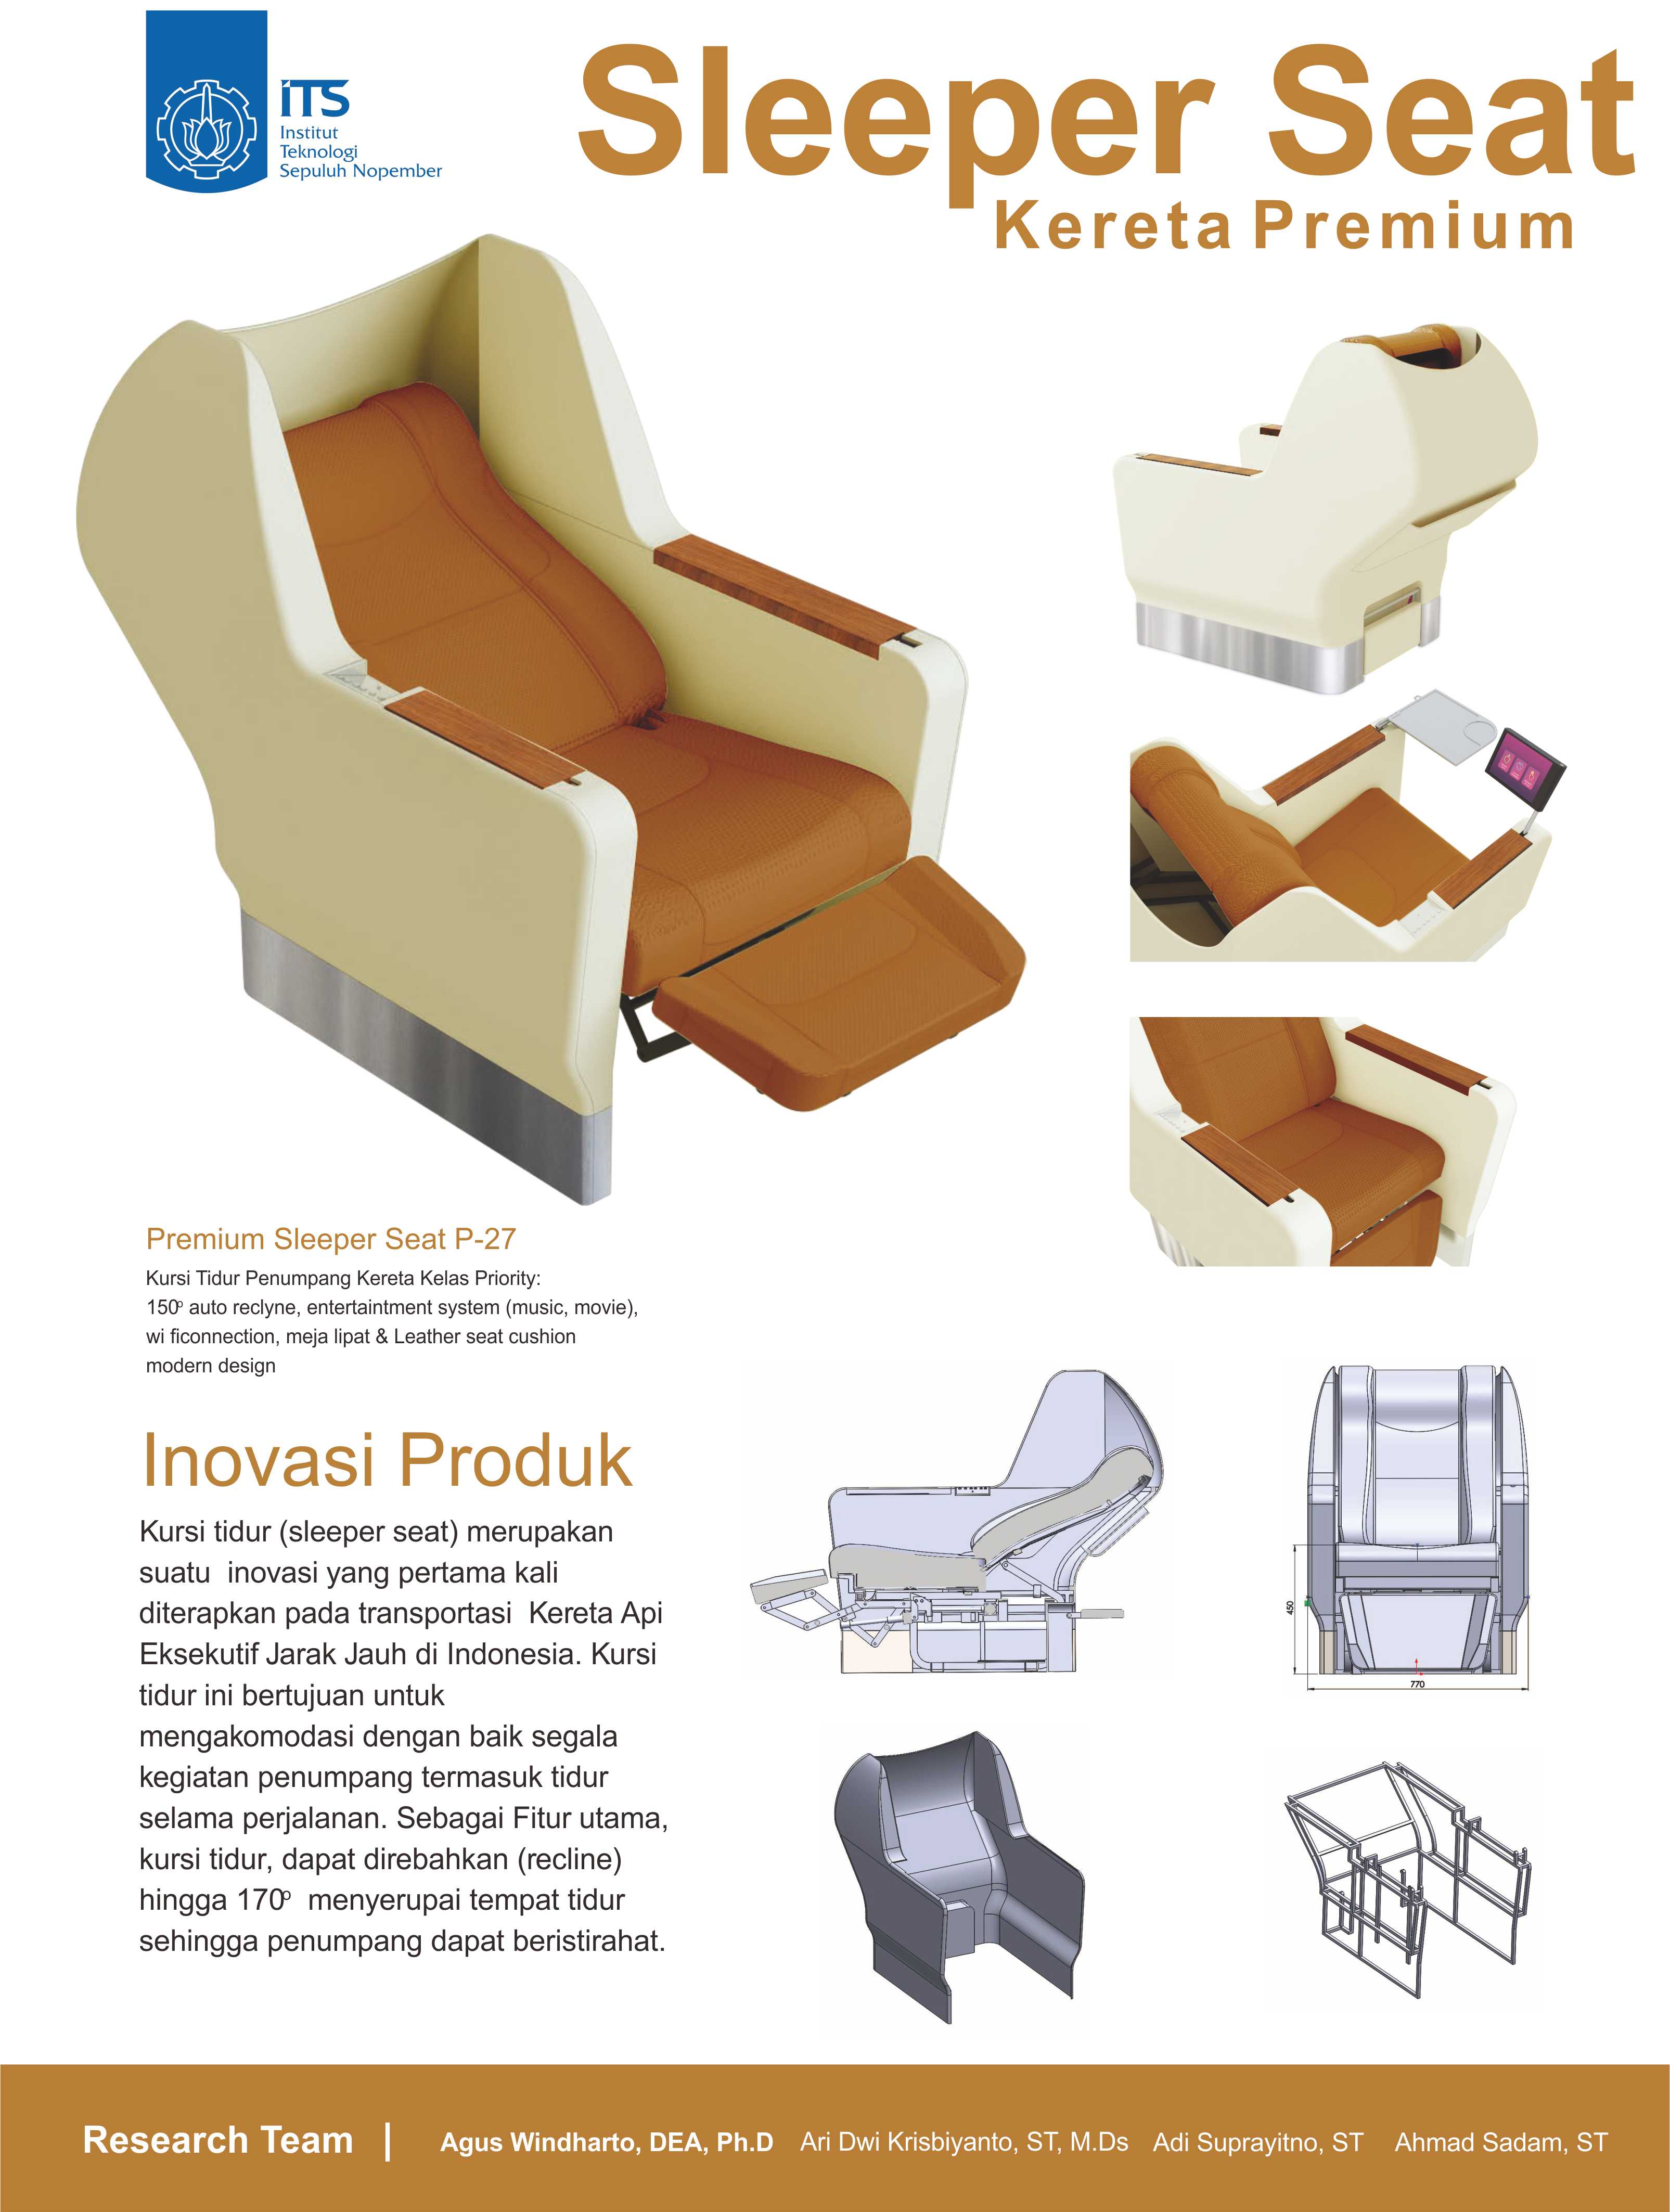 iTS
Institut
Teknologi
Sepuluh Nopember
Sleeper Seat
Kereta Premium
Premium Sleeper Seat P-27
Kursi Tidur Penumpang Kereta Kelas Priority:
150º auto reclyne, entertaintment system (music, movie),
wi ficonnection, meja lipat & Leather seat cushion
modern design
Inovasi Produk
Kursi tidur (sleeper seat) merupakan
suatu inovasi yang pertama kali
diterapkan pada transportasi Kereta Api
Eksekutif Jarak Jauh di Indonesia. Kursi
tidur ini bertujuan untuk
mengakomodasi dengan baik segala
kegiatan penumpang termasuk tidur
selama perjalanan. Sebagai Fitur utama,
kursi tidur, dapat direbahkan (recline)
hingga 170º menyerupai tempat tidur
sehingga penumpang dapat beristirahat.
450
770
Research Team | Agus Windharto, DEA, Ph.D Ari Dwi Krisbiyanto, ST, M.Ds Adi Suprayitno, ST Ahmad Sadam, ST